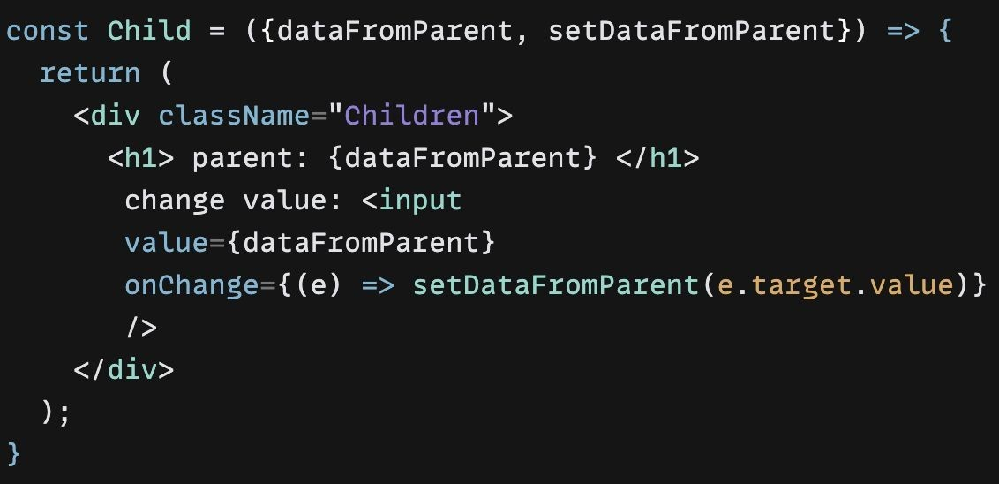 const Child = ({dataFromParent, setDataFromParent}) => {
  return (
    <div className="Children">
      <h1> parent: {dataFromParent} </h1>
       change value: <input
       value={dataFromParent}
       onChange={(e) => setDataFromParent(e.target.value)}
       />
    </div>
  );
}